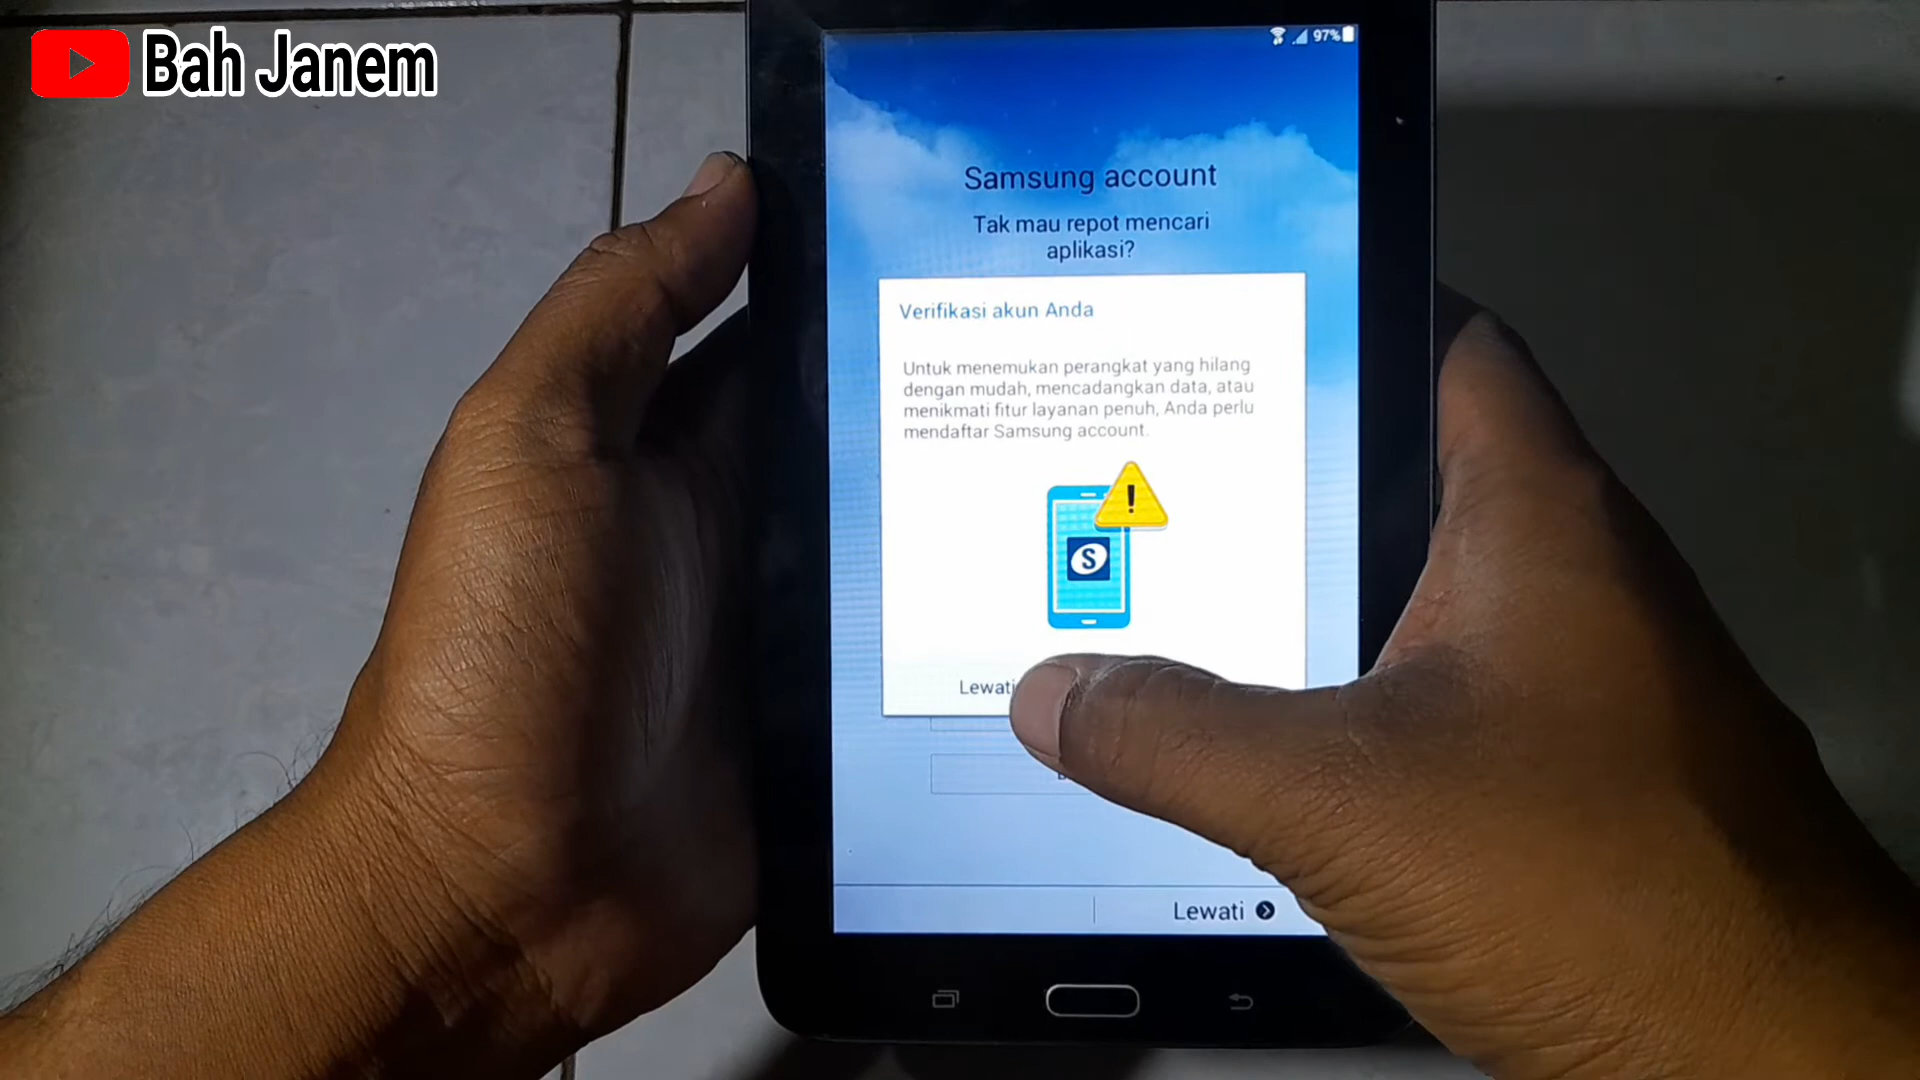 Bah Janem
97%
Samsung account
Tak mau repot mencari
aplikasi?
Verifikasi akun Anda
Untuk menemukan perangkat yang hilang
dengan mudah, mencadangkan data, atau
menikmati fitur layanan penuh, Anda perlu
mendaftar Samsung account.
S
Lewati
Lewati